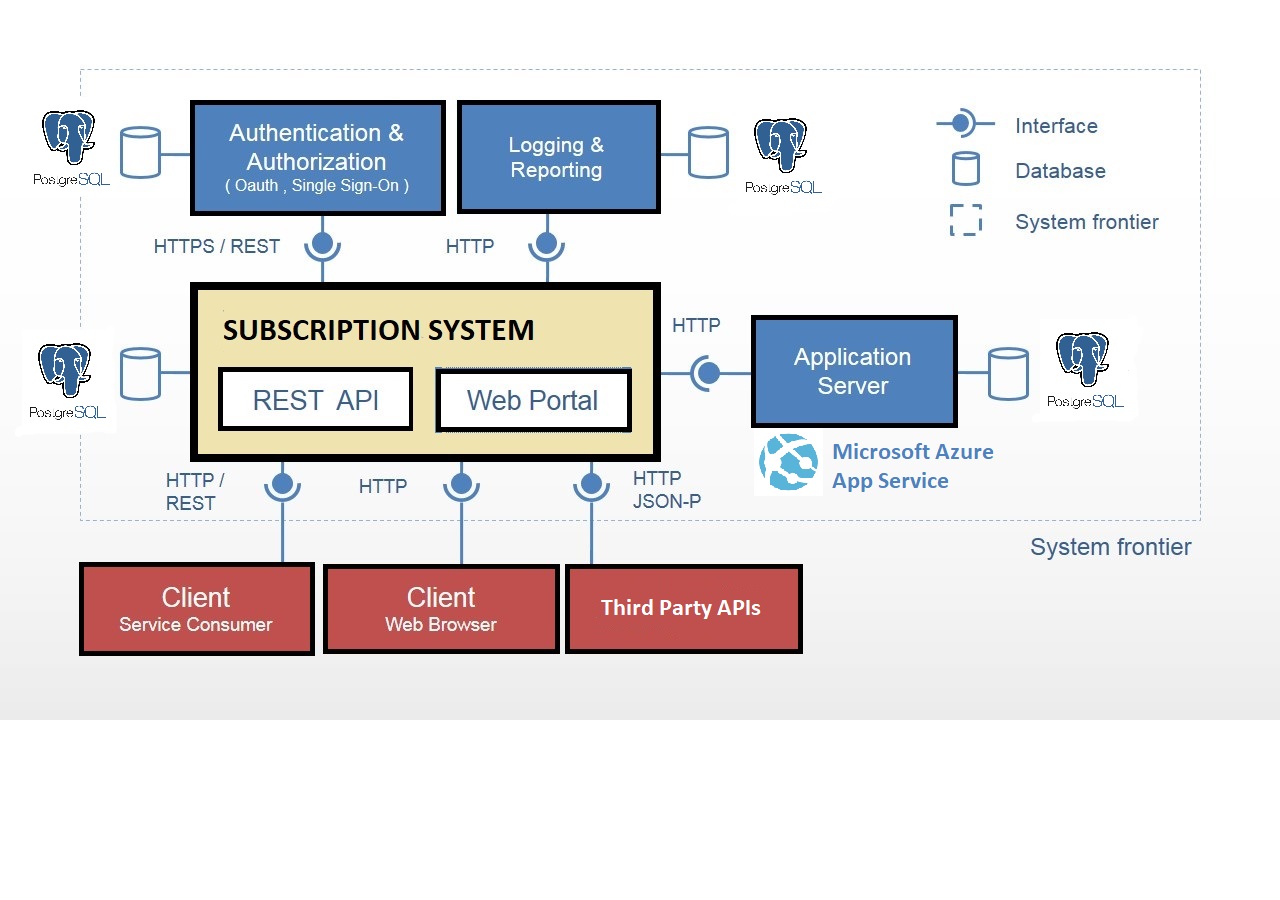 Authentication &
Authorization
( Oauth , Single Sign-On )
PostgreSQL
Logging &
Reporting
PostgreSQL
Interface
Database
System frontier
HTTPS / REST
HTTP
SUBSCRIPTION SYSTEM
REST API
Web Portal
PostgreSQL
HTTP
Application
Server
PostgreSQL
Microsoft Azure
App Service
HTTP /
REST
HTTP
HTTP
JSON-P
System frontier
Client
Service Consumer
Client
Web Browser
Third Party APIs